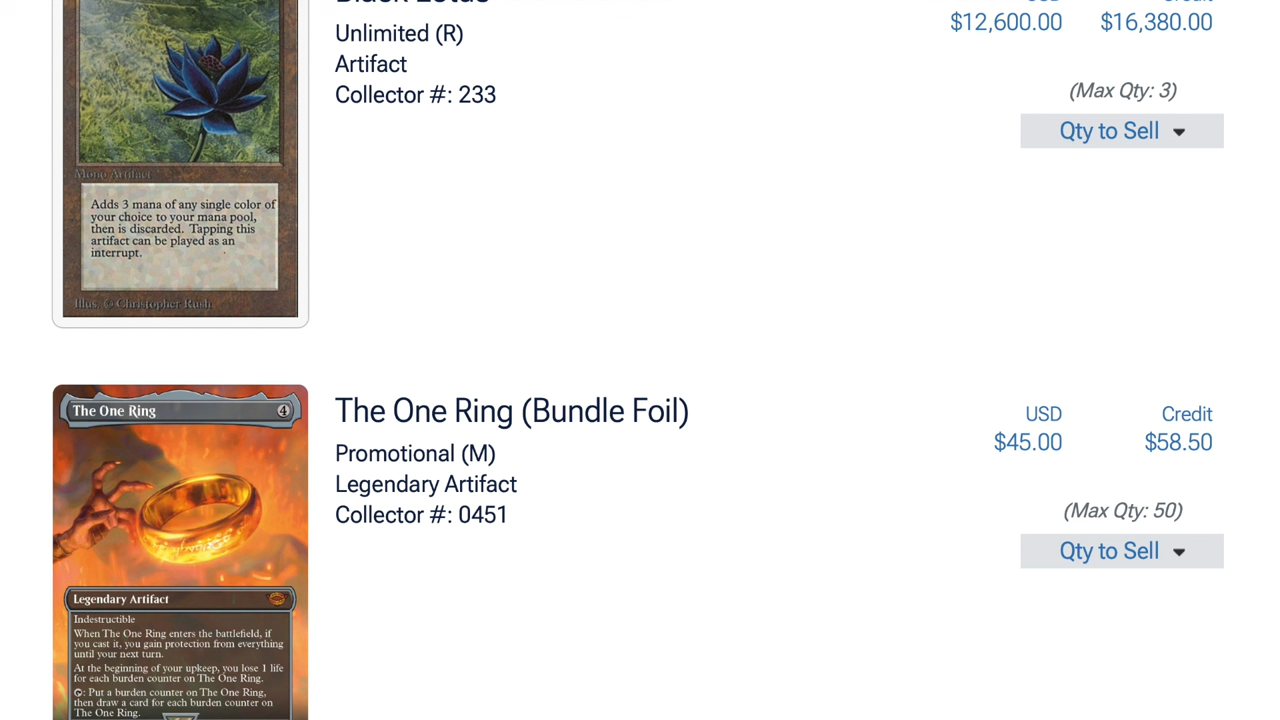 Black Lotus
USD
Credit
$12,600.00
$16,380.00
Unlimited (R)
Artifact
Collector #: 233
(Max Qty: 3)
Qty to Sell
Mono Artifact
Adds 3 mana of any single color of
your choice to your mana pool,
then is discarded. Tapping this
artifact can be played as an
interrupt.
Illus. © Christopher Rush
The One Ring
4
Legendary Artifact
Indestructible
When The One Ring enters the battlefield, if
you cast it, you gain protection from everything
until your next turn.
At the beginning of your upkeep, you lose 1 life
for each burden counter on The One Ring.
: Put a burden counter on The One Ring,
then draw a card for each burden counter on
The One Ring.
The One Ring (Bundle Foil)
Promotional (M)
Legendary Artifact
Collector #: 0451
USD
Credit
$45.00
$58.50
(Max Qty: 50)
Qty to Sell